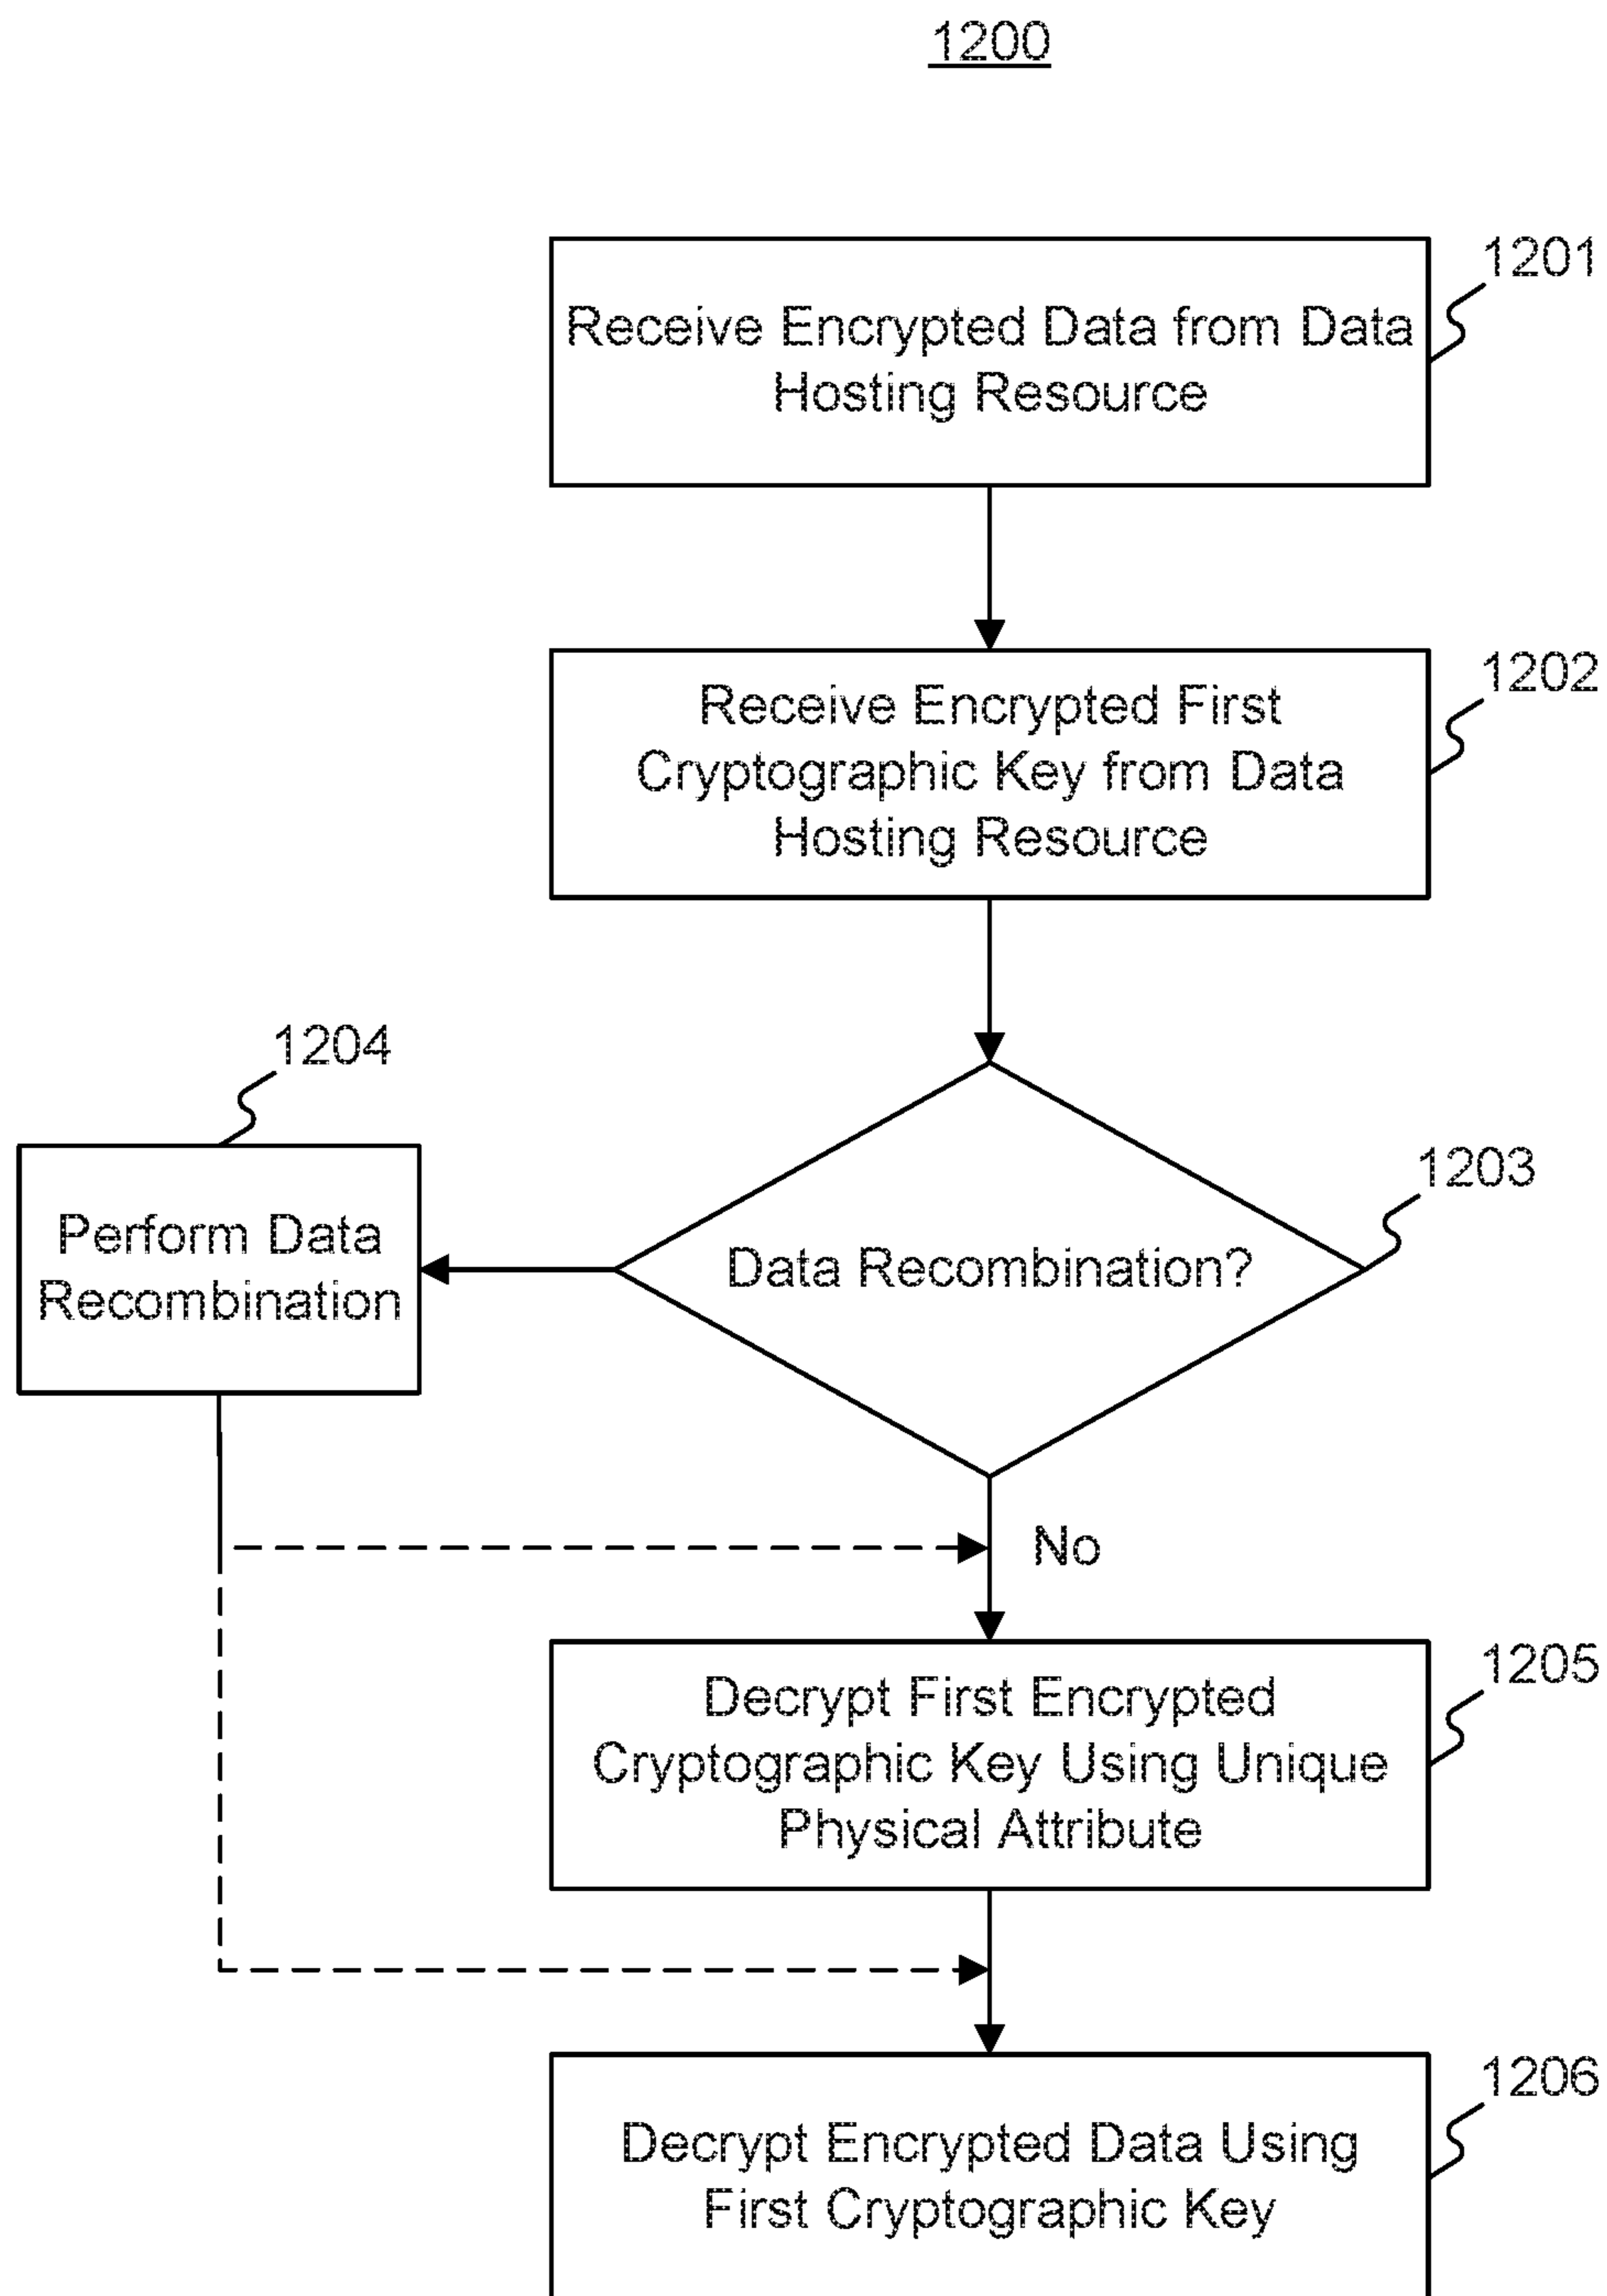 1200
1201
Receive Encrypted Data from Data
Hosting Resource
1202
Receive Encrypted First
Cryptographic Key from Data
Hosting Resource
1204
Perform Data
Recombination
1203
Data Recombination?
No
1205
Decrypt First Encrypted
Cryptographic Key Using Unique
Physical Attribute
1206
Decrypt Encrypted Data Using
First Cryptographic Key